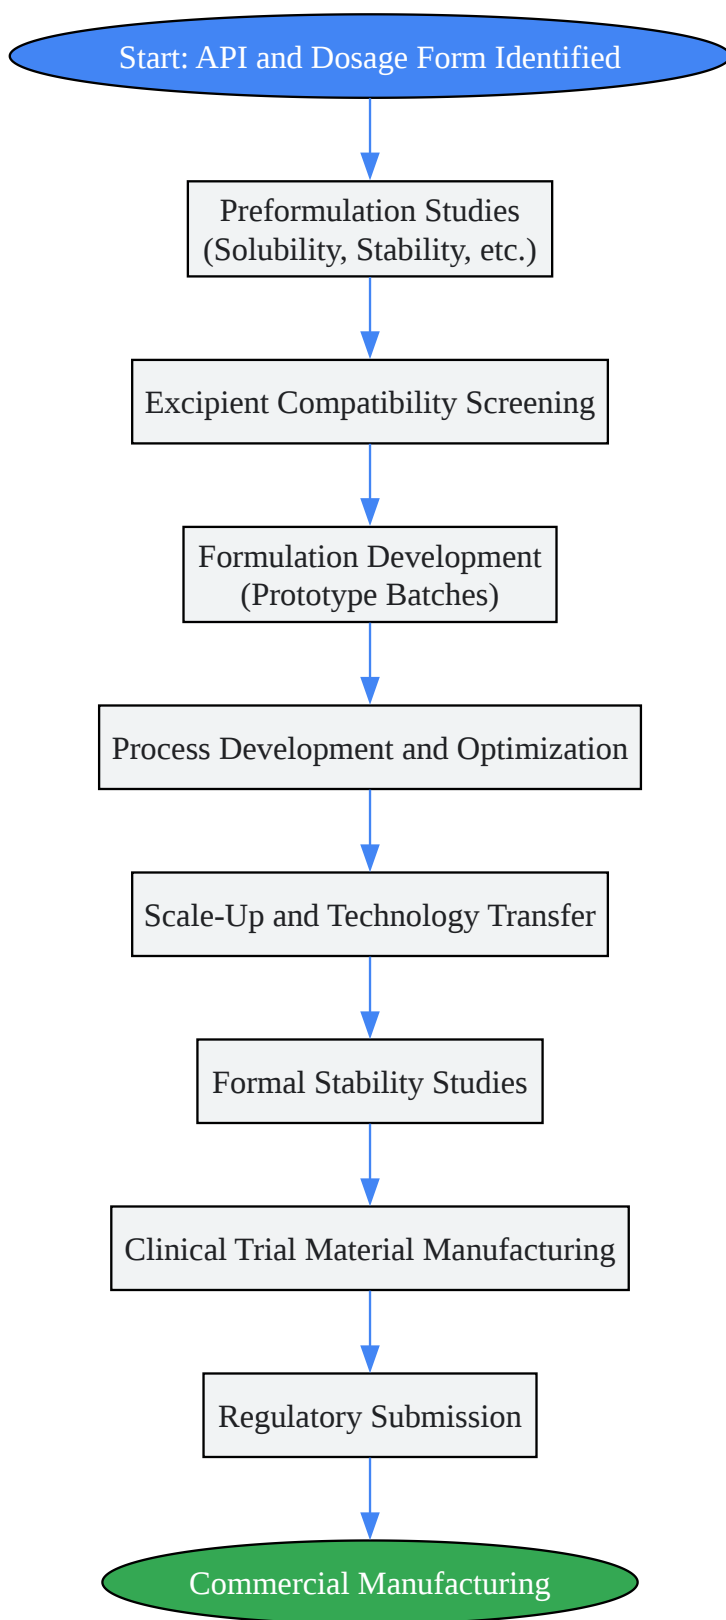 Start: API and Dosage Form Identified
Preformulation Studies
(Solubility, Stability, etc.)
Excipient Compatibility Screening
Formulation Development
(Prototype Batches)
Process Development and Optimization
Scale-Up and Technology Transfer
Formal Stability Studies
Clinical Trial Material Manufacturing
Regulatory Submission
Commercial Manufacturing